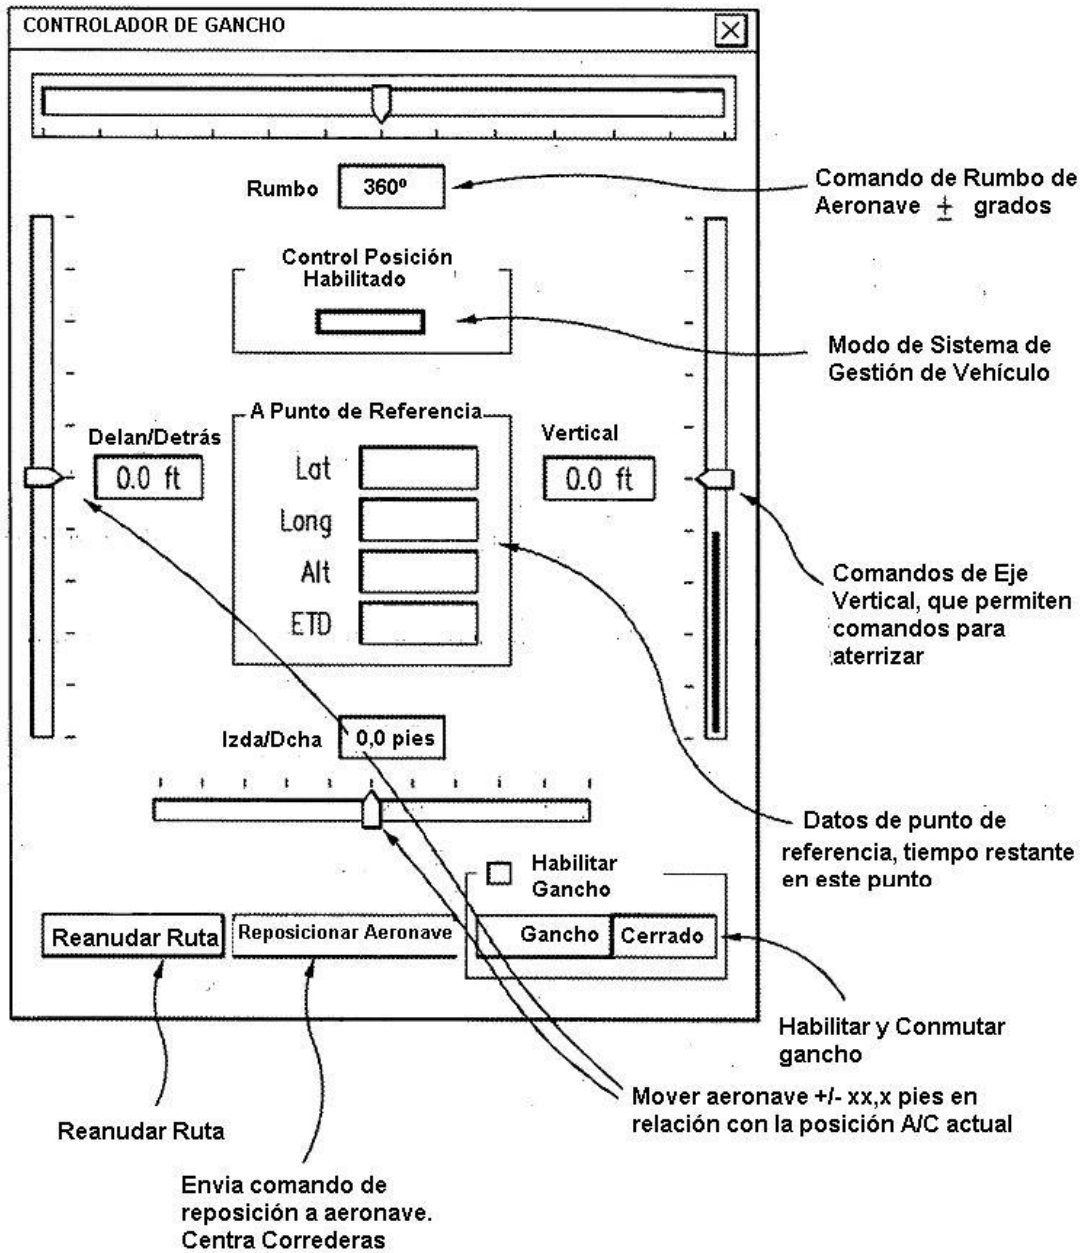 CONTROLADOR DE GANCHO
Rumbo
360º
Comando de Rumbo de
Aeronave ± grados
Control Posición
Habilitado
Modo de Sistema de
Gestión de Vehículo
A Punto de Referencia
Delan/Detrás
0.0 ft
Vertical
0.0 ft
Lat
Long
Alt
ETD
Comandos de Eje
Vertical, que permiten
comandos para
aterrizar
Izda/Dcha
0,0 pies
Datos de punto de
referencia, tiempo restante
en este punto
Habilitar
Gancho
Reanudar Ruta
Reposicionar Aeronave
Gancho
Cerrado
Habilitar y Conmutar
gancho
Mover aeronave +/- xx,x pies en
relación con la posición A/C actual
Reanudar Ruta
Envia comando de
reposición a aeronave.
Centra Correderas